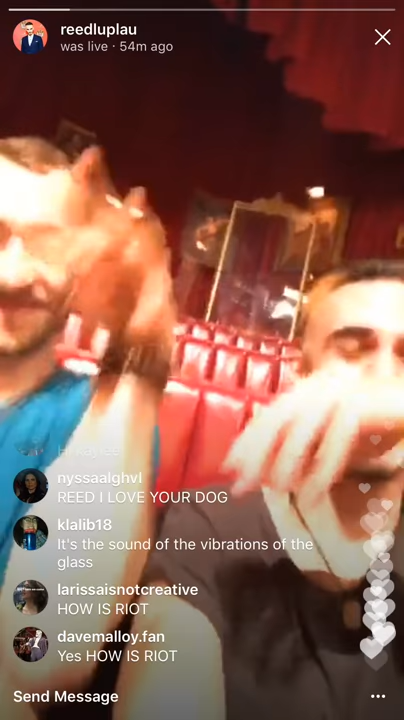 reedluplau
was live · 54m ago
nyssaalghvl
REED I LOVE YOUR DOG
klalib18
It's the sound of the vibrations of the
glass
larissaisnotcreative
HOW IS RIOT
davemalloy.fan
Yes HOW IS RIOT
Send Message